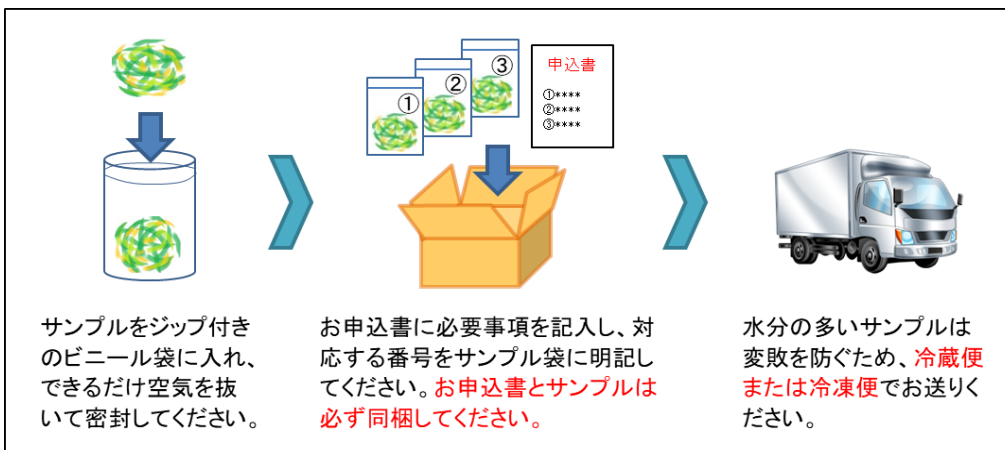 ①
②
③
申込書
①****
②****
③****
サンプルをジップ付き
のビニール袋に入れ、
できるだけ空気を抜
いて密封してください。
お申込書に必要事項を記入し、対
応する番号をサンプル袋に明記し
てください。お申込書とサンプルは
必ず同梱してください。
水分の多いサンプルは
変敗を防ぐため、冷蔵便
または冷凍便でお送りく
ださい。